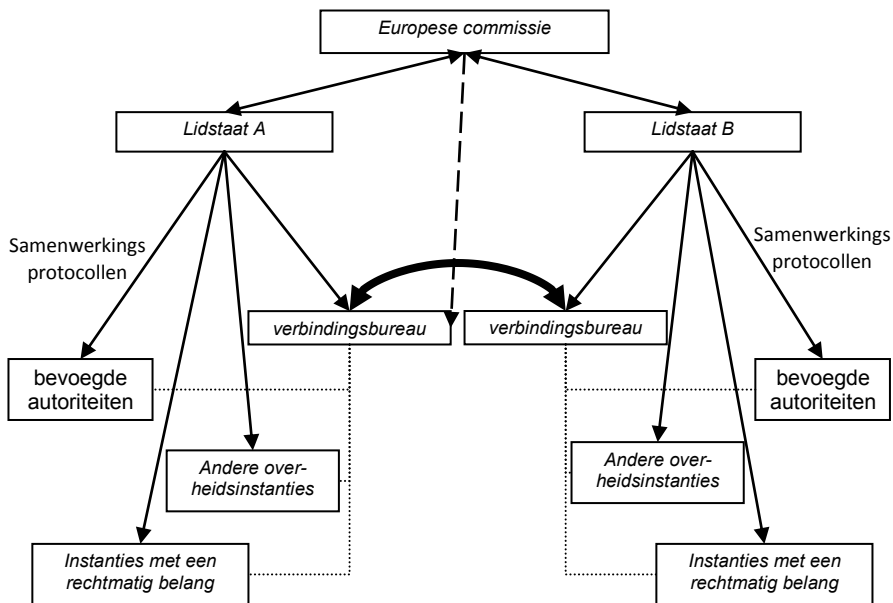 Europese commissie
Lidstaat A
Lidstaat B
Samenwerkings
protocollen
Samenwerkings
protocollen
verbindingsbureau
verbindingsbureau
bevoegde
autoriteiten
bevoegde
autoriteiten
Andere over-
heidsinstanties
Andere over-
heidsinstanties
Instanties met een
rechtmatig belang
Instanties met een
rechtmatig belang